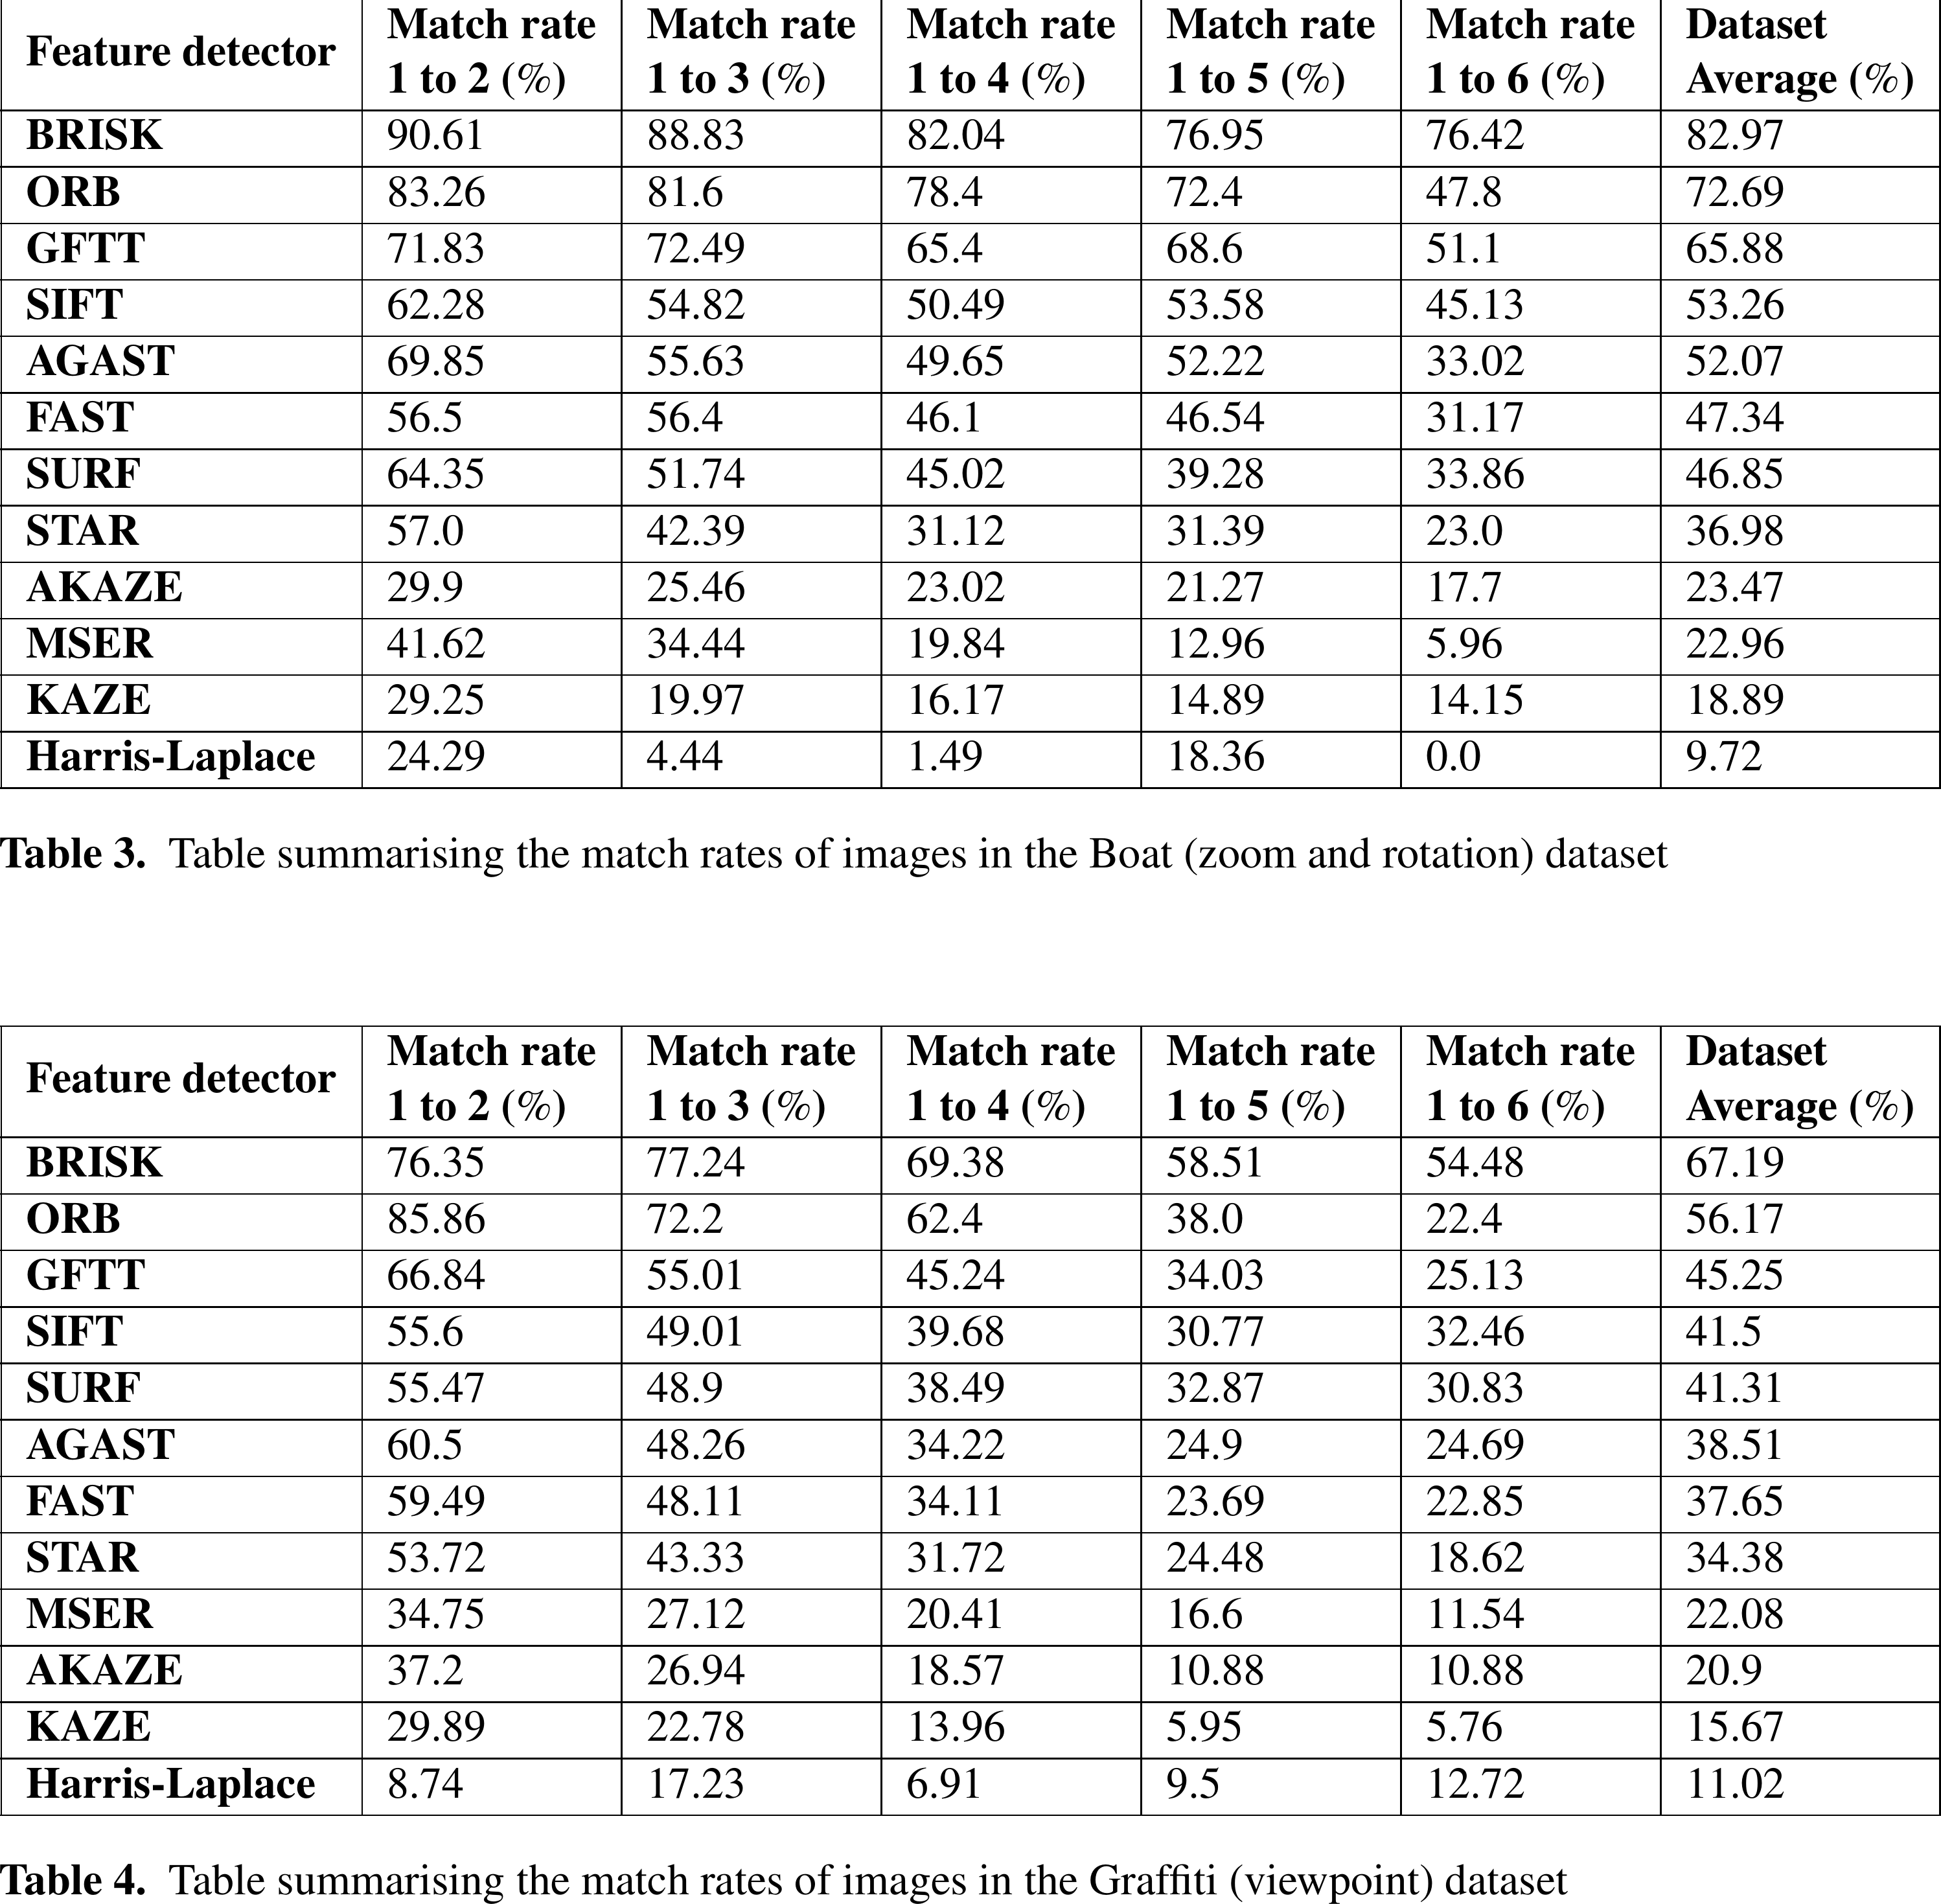 Feature detector Match rate 1 to 2 (%) Match rate 1 to 3 (%) Match rate 1 to 4 (%) Match rate 1 to 5 (%) Match rate 1 to 6 (%) Dataset Average (%)
BRISK 90.61 88.83 82.04 76.95 76.42 82.97
ORB 83.26 81.6 78.4 72.4 47.8 72.69
GFTT 71.83 72.49 65.4 68.6 51.1 65.88
SIFT 62.28 54.82 50.49 53.58 45.13 53.26
AGAST 69.85 55.63 49.65 52.22 33.02 52.07
FAST 56.5 56.4 46.1 46.54 31.17 47.34
SURF 64.35 51.74 45.02 39.28 33.86 46.85
STAR 57.0 42.39 31.12 31.39 23.0 36.98
AKAZE 29.9 25.46 23.02 21.27 17.7 23.47
MSER 41.62 34.44 19.84 12.96 5.96 22.96
KAZE 29.25 19.97 16.17 14.89 14.15 18.89
Harris-Laplace 24.29 4.44 1.49 18.36 0.0 9.72
Table 3. Table summarising the match rates of images in the Boat (zoom and rotation) dataset
Feature detector Match rate 1 to 2 (%) Match rate 1 to 3 (%) Match rate 1 to 4 (%) Match rate 1 to 5 (%) Match rate 1 to 6 (%) Dataset Average (%)
BRISK 76.35 77.24 69.38 58.51 54.48 67.19
ORB 85.86 72.2 62.4 38.0 22.4 56.17
GFTT 66.84 55.01 45.24 34.03 25.13 45.25
SIFT 55.6 49.01 39.68 30.77 32.46 41.5
SURF 55.47 48.9 38.49 32.87 30.83 41.31
AGAST 60.5 48.26 34.22 24.9 24.69 38.51
FAST 59.49 48.11 34.11 23.69 22.85 37.65
STAR 53.72 43.33 31.72 24.48 18.62 34.38
MSER 34.75 27.12 20.41 16.6 11.54 22.08
AKAZE 37.2 26.94 18.57 10.88 10.88 20.9
KAZE 29.89 22.78 13.96 5.95 5.76 15.67
Harris-Laplace 8.74 17.23 6.91 9.5 12.72 11.02
Table 4. Table summarising the match rates of images in the Graffiti (viewpoint) dataset